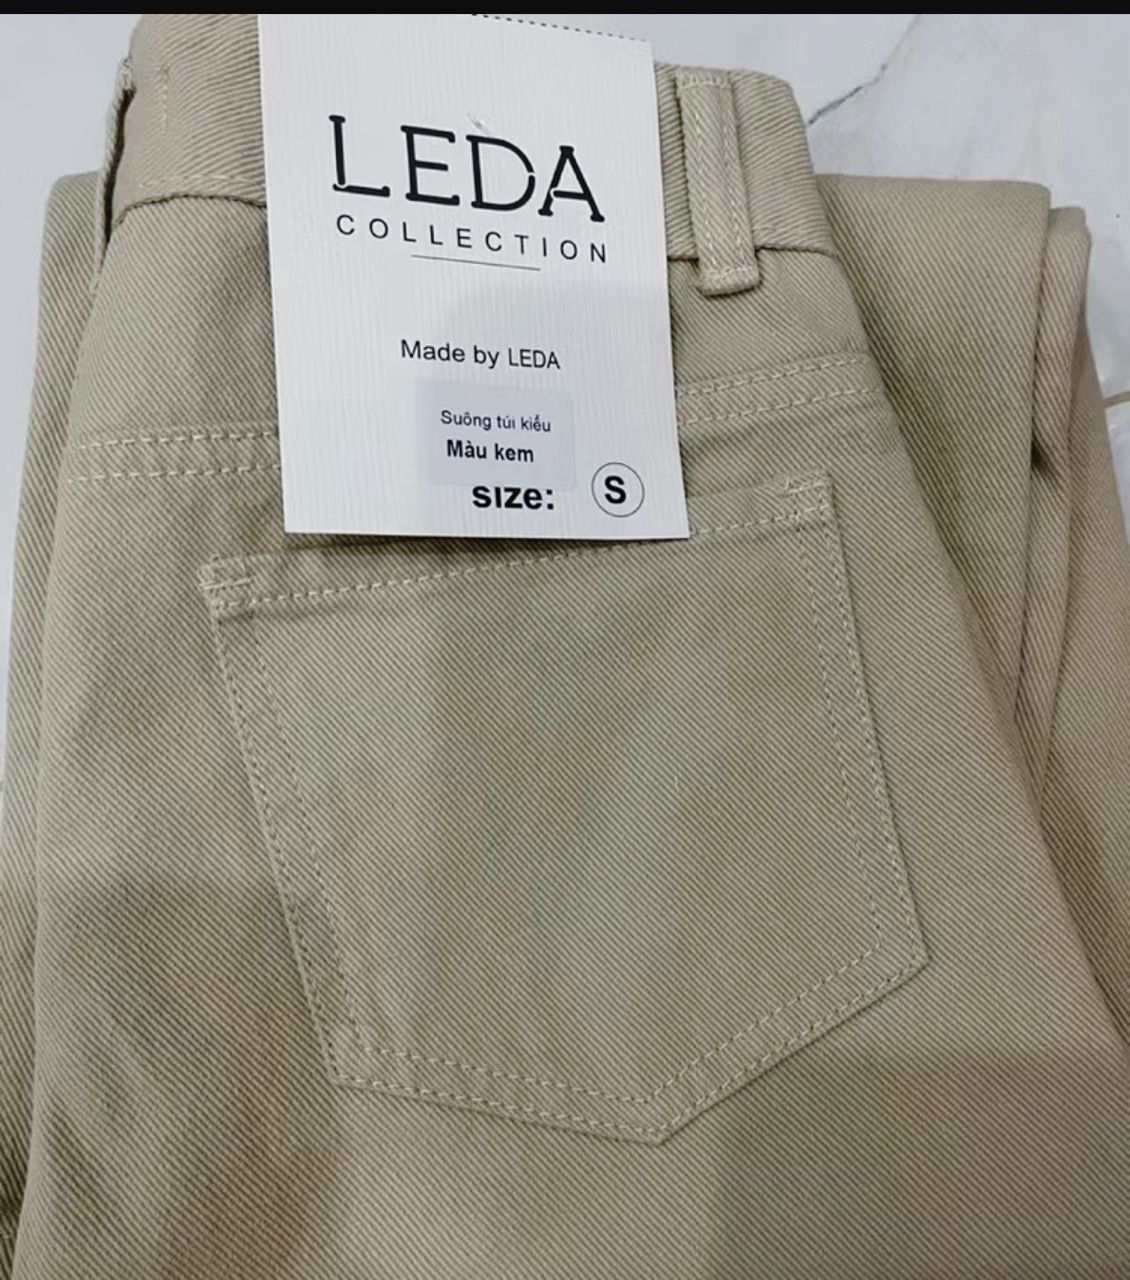 LEDA
COLLECTION
Made by LEDA
Suông túi kiểu
Màu kem
size: S